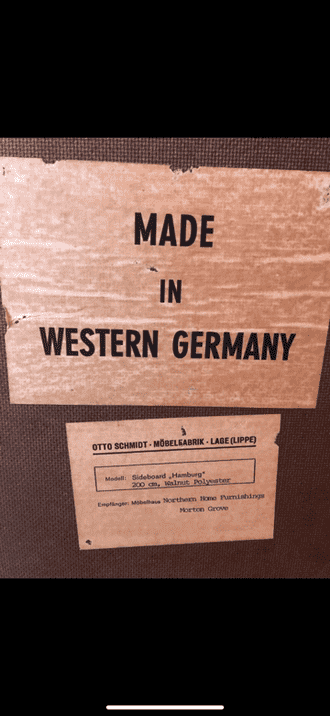 MADE
IN
WESTERN GERMANY
OTTO SCHMIDT · MÖBELFABRIK · LAGE (LIPPE)
Modell: Sideboard „Hamburg"
200 cm, Walnut Polyester
Empfänger: Möbelhaus Northern Home Furnishings
Morton Grove